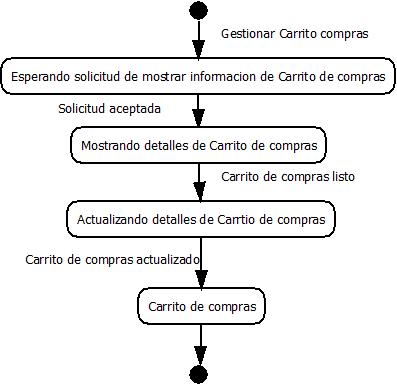 Gestionar Carrito compras
Esperando solicitud de mostrar informacion de Carrito de compras
Solicitud aceptada
Mostrando detalles de Carrito de compras
Carrito de compras listo
Actualizando detalles de Carrtio de compras
Carrito de compras actualizado
Carrito de compras